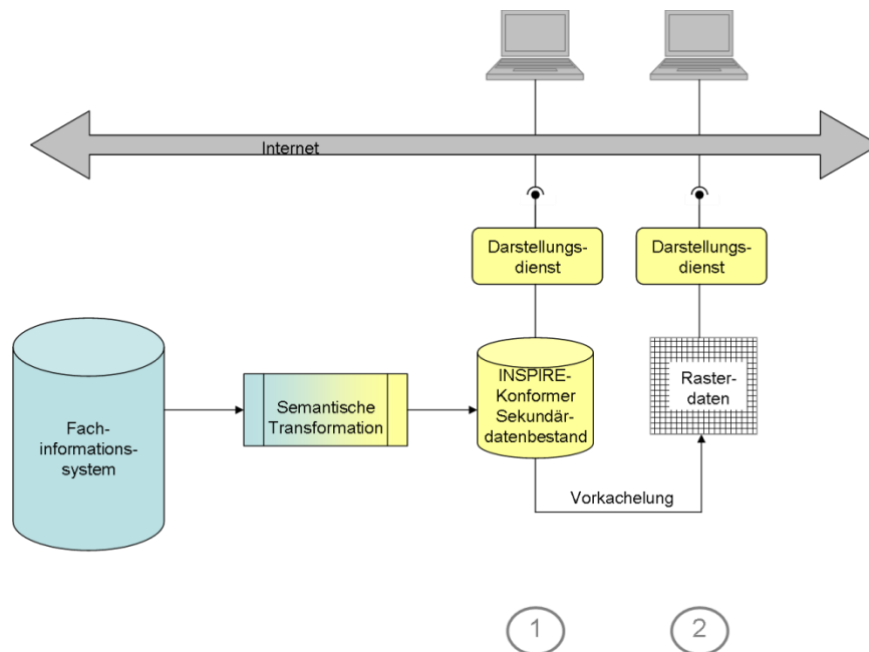 Internet
Darstellungs-
dienst
Darstellungs-
dienst
Fach-
informations-
system
Semantische
Transformation
INSPIRE-
Konformer
Sekundär-
datenbestand
Raster-
daten
Vorkachelung
1
2